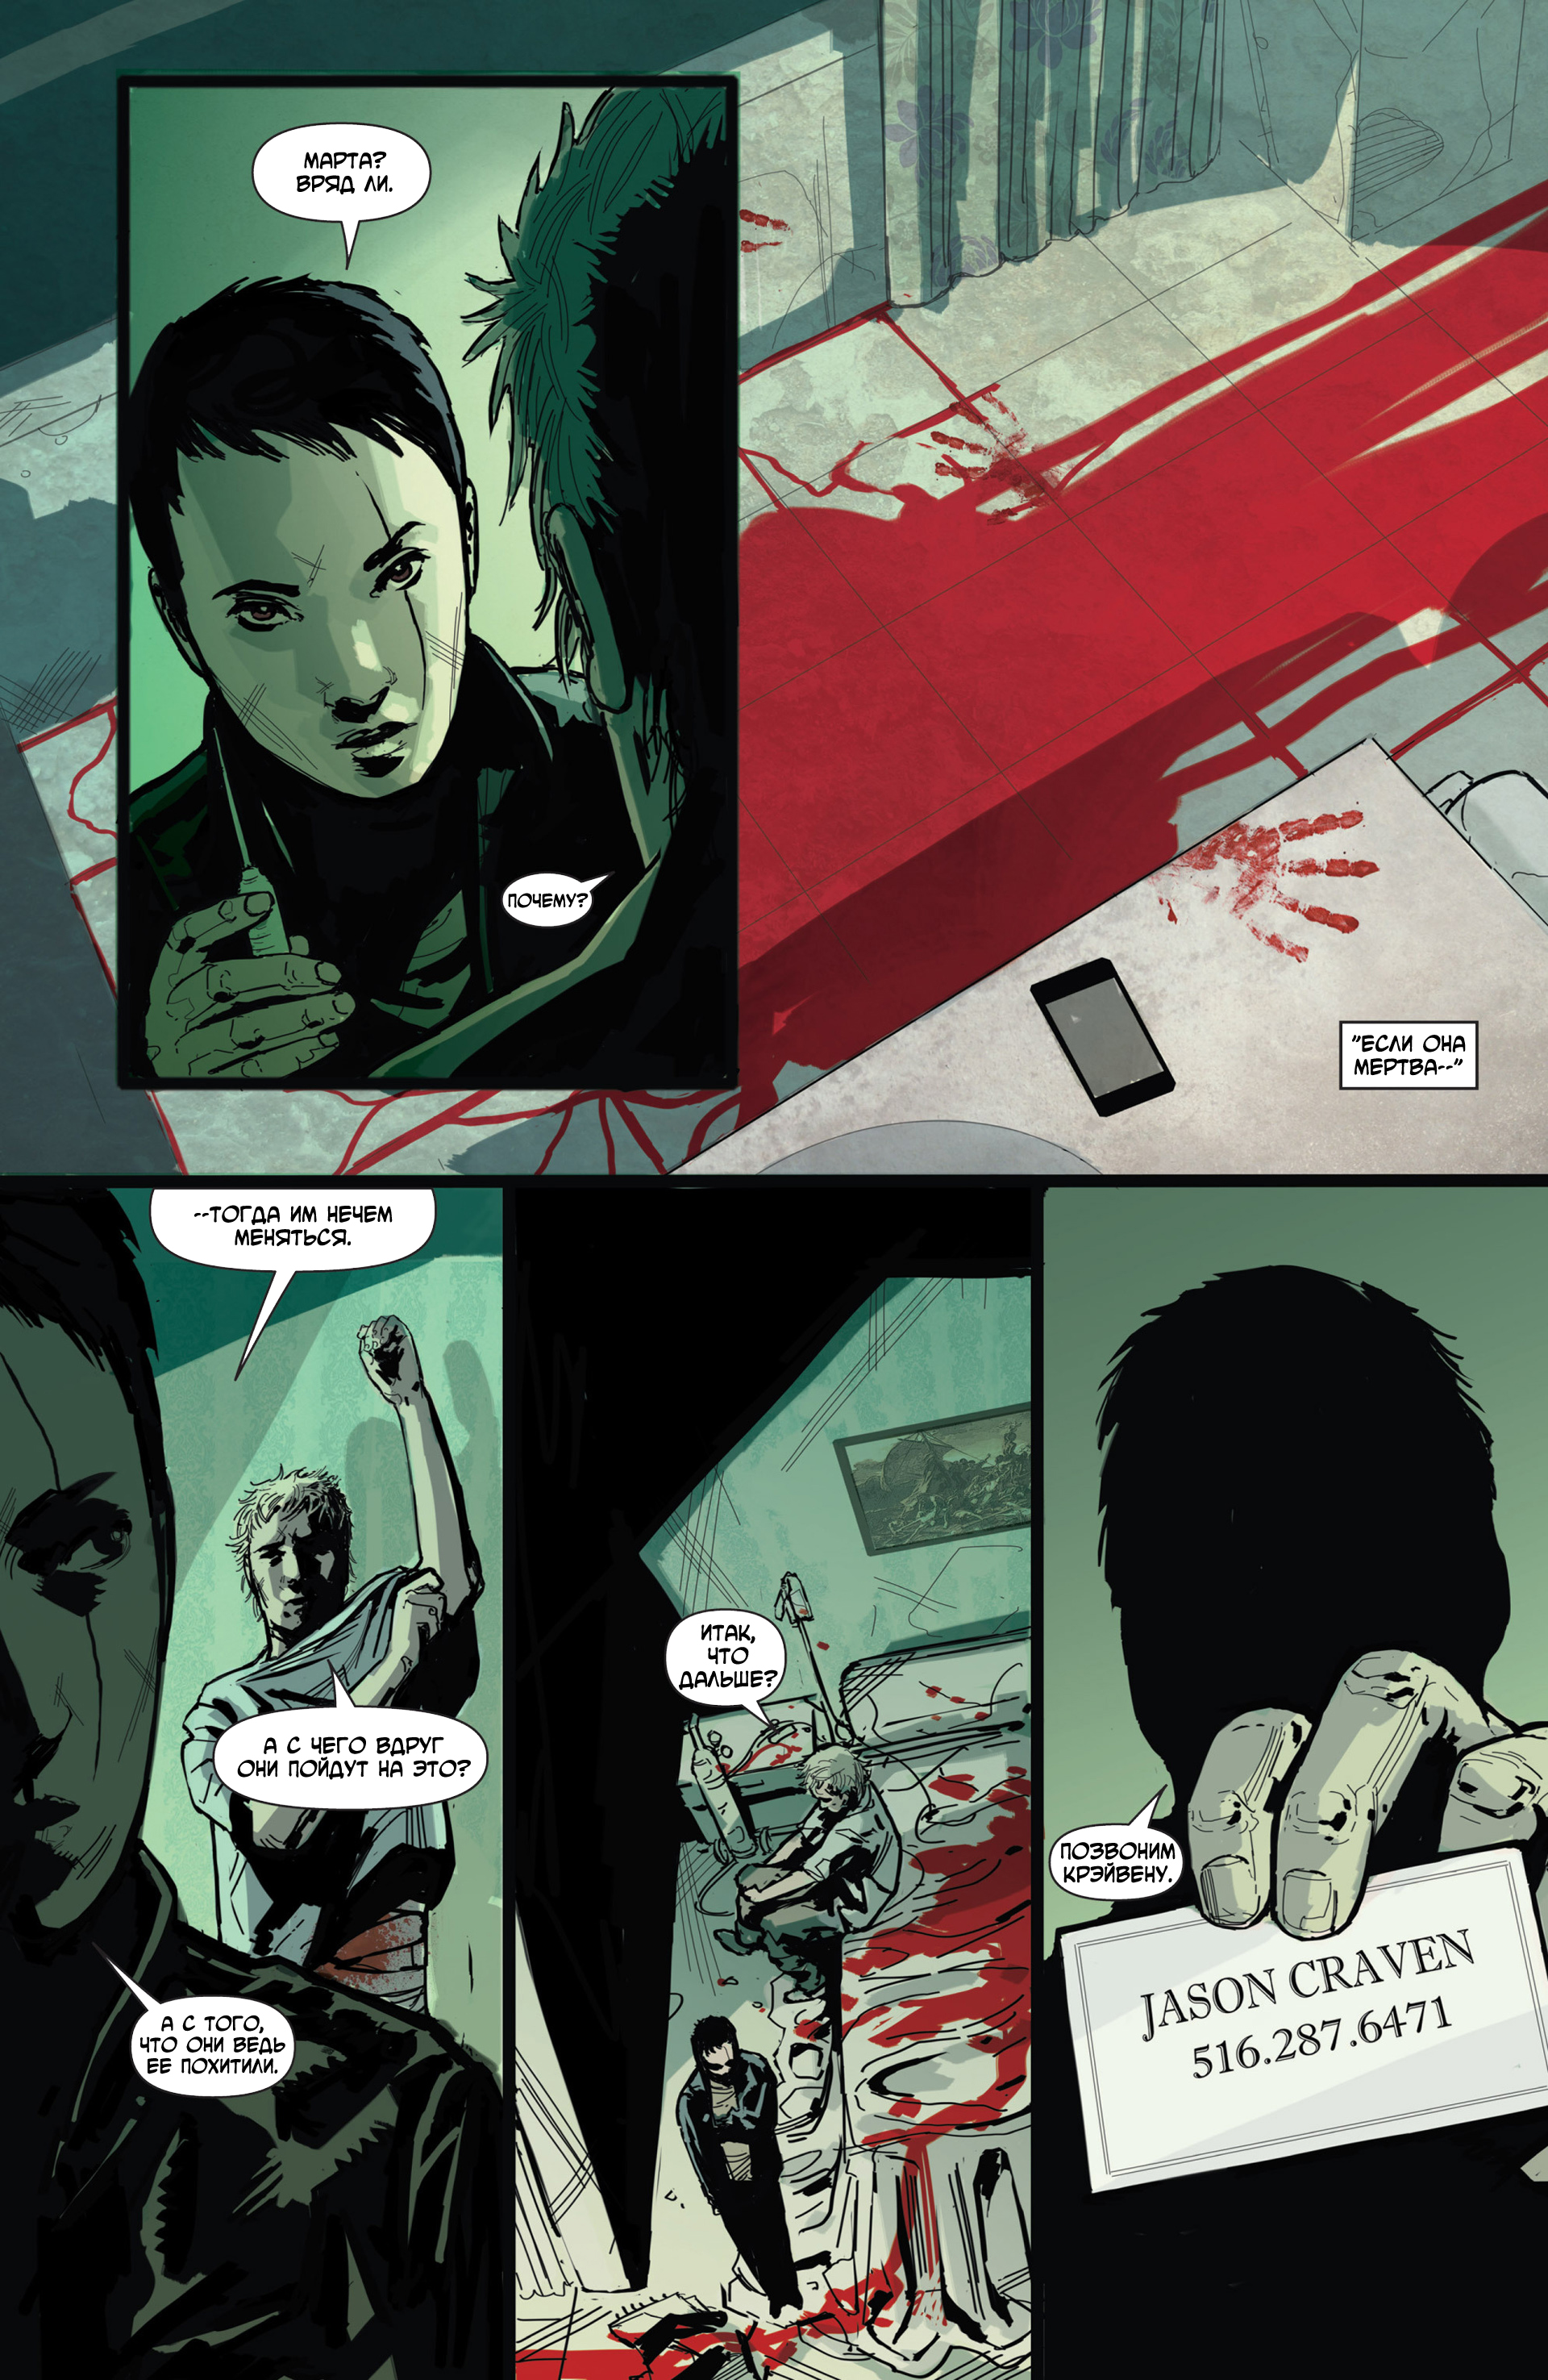 МАРТА?
ВРЯД ЛИ.
ПОЧЕМУ?
"ЕСЛИ ОНА
МЕРТВА--"
--ТОГДА ИМ НЕЧЕМ
МЕНЯТЬСЯ.
А С ЧЕГО ВДРУГ
ОНИ ПОЙДУТ НА ЭТО?
А С ТОГО,
ЧТО ОНИ ВЕДЬ
ЕЕ ПОХИТИЛИ.
ИТАК,
ЧТО
ДАЛЬШЕ?
ПОЗВОНИМ
КРЭЙВЕНУ.
JASON CRAVEN
516.287.6471